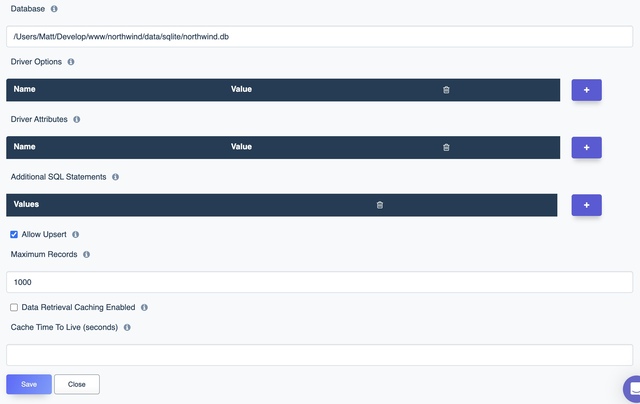 Database
/Users/Matt/Develop/www/northwind/data/sqlite/northwind.db
Driver Options
Name Value
+
Driver Attributes
Name Value
+
Additional SQL Statements
Values
+
Allow Upsert
Maximum Records
1000
Data Retrieval Caching Enabled
Cache Time To Live (seconds)
Save Close